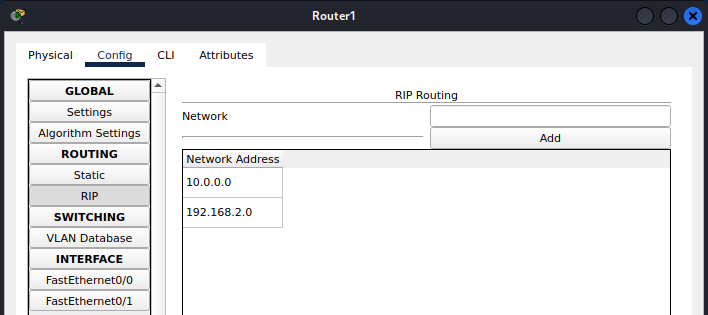 Router1
Physical Config CLI Attributes
GLOBAL
Settings
Algorithm Settings
ROUTING
Static
RIP
SWITCHING
VLAN Database
INTERFACE
FastEthernet0/0
FastEthernet0/1
RIP Routing
Network
Add
Network Address
10.0.0.0
192.168.2.0